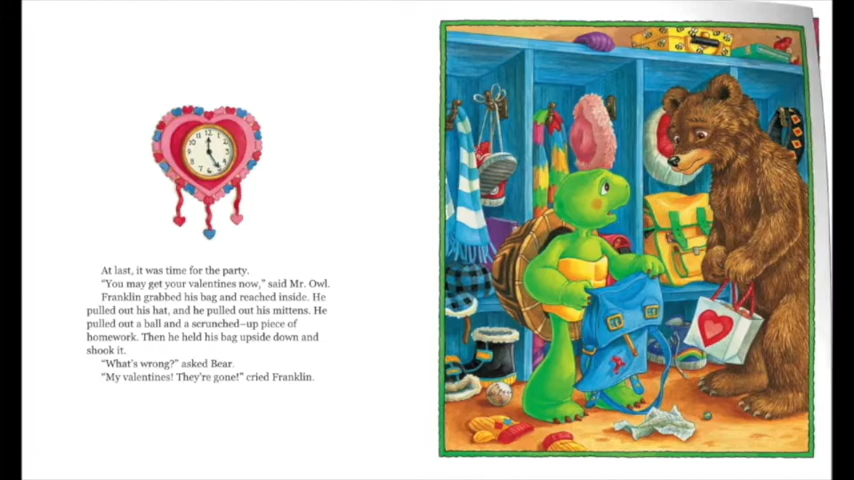 At last, it was time for the party.
"You may get your valentines now," said Mr. Owl.
Franklin grabbed his bag and reached inside. He
pulled out his hat, and he pulled out his mittens. He
pulled out a ball and a scrunched-up piece of
homework. Then he held his bag upside down and
shook it.
"What's wrong?" asked Bear.
"My valentines! They're gone!" cried Franklin.